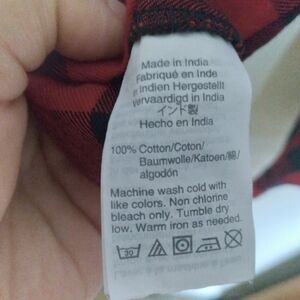 Made in India
Fabriqué en Inde
in Indien Hergestellt
Vervaardigd in India
インド製
Hecho en India
100% Cotton/Coton/
Baumwolle/Katoen/綿/
algodón
Machine wash cold with
like colors. Non chlorine
bleach only. Tumble dry
low. Warm iron as needed.
30